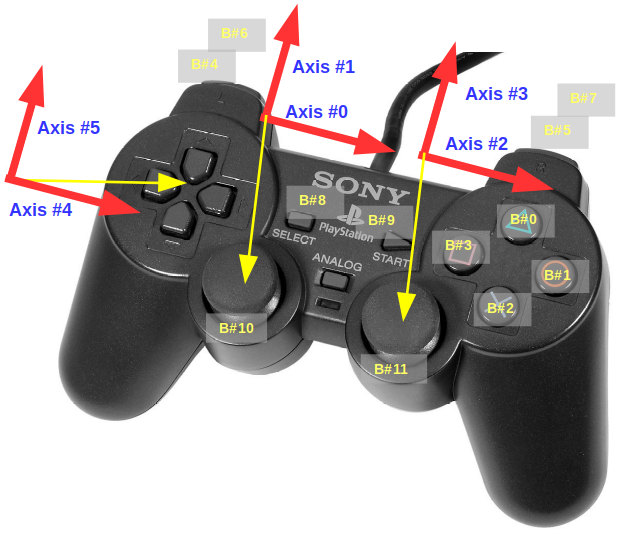 B#6
B#4
Axis #1
Axis #0
Axis #3
Axis #2
B#7
B#5
Axis #5
Axis #4
SONY
B#8
B#9
PlayStation
SELECT
START
ANALOG
B#0
B#3
B#1
B#2
B#10
B#11